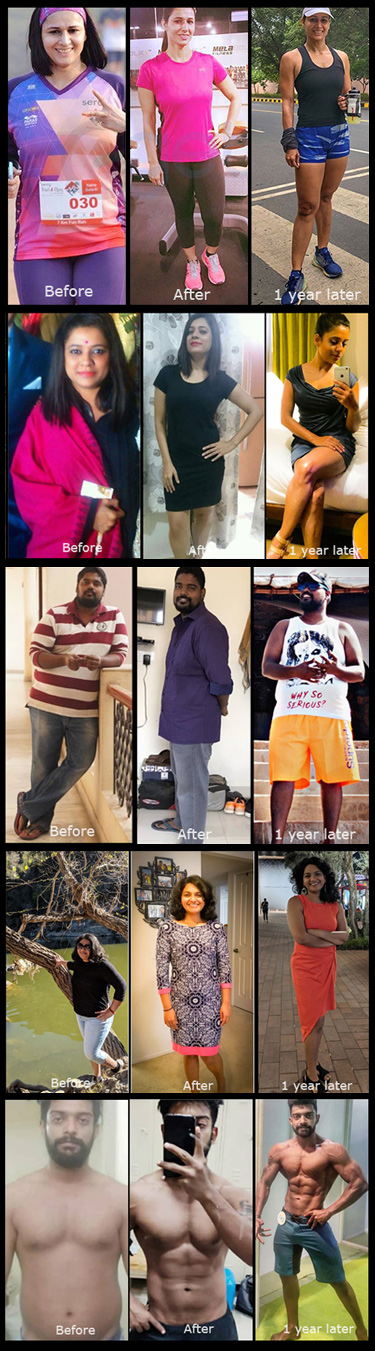 030
Before
After
1 year later
Before
After
1 year later
WHY SO
SERIOUS?
Before
After
1 year later
Before
After
1 year later
Before
After
1 year later